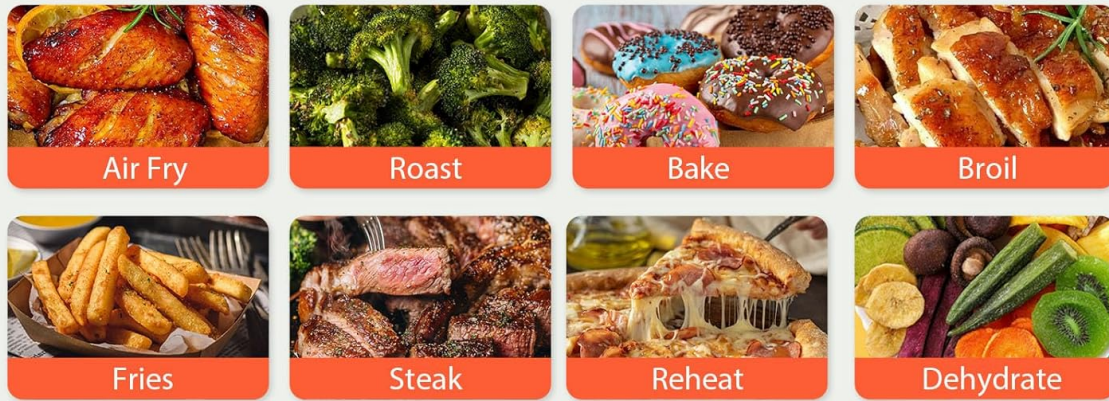 Air Fry
Roast
Bake
Broil
Fries
Steak
Reheat
Dehydrate